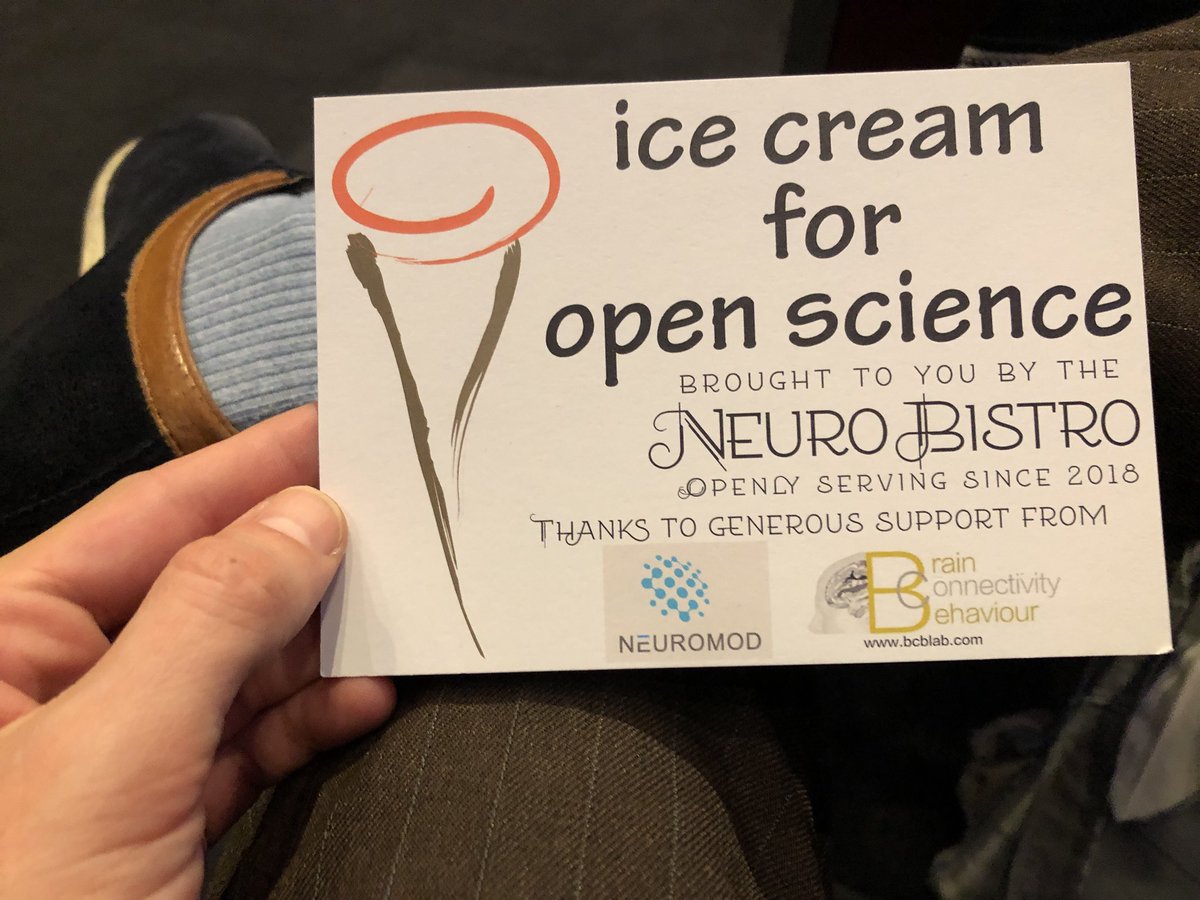 ice cream
for
open science
BROUGHT TO YOU BY THE
NEURO BISTRO
OPENLY SERVING SINCE 2018
THANKS TO GENEROUS SUPPORT FROM
NEUROMOD
Brain
Connectivity
Behaviour
www.bcblab.com